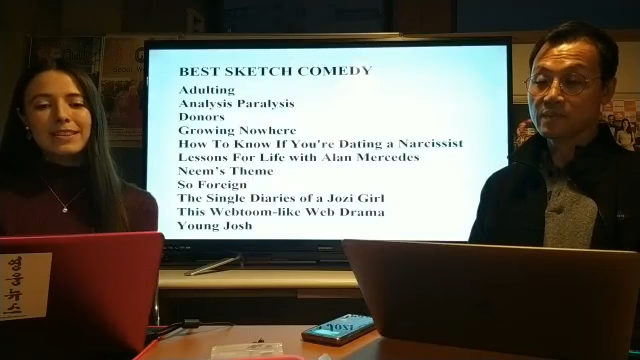 BEST SKETCH COMEDY
Adulting
Analysis Paralysis
Donors
Growing Nowhere
How To Know If You're Dating a Narcissist
Lessons For Life with Alan Mercedes
Neem's Theme
So Foreign
The Single Diaries of a Jozi Girl
This Webtoom-like Web Drama
Young Josh